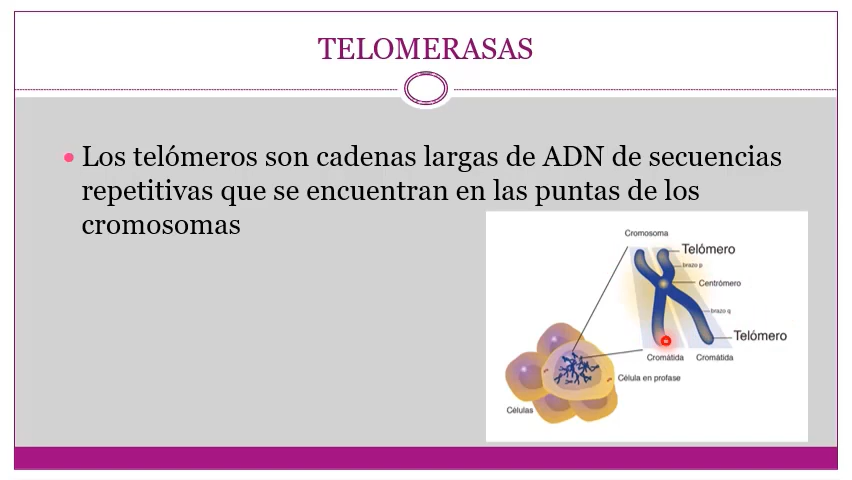 TELOMERASAS
Los telómeros son cadenas largas de ADN de secuencias
repetitivas que se encuentran en las puntas de los
cromosomas
Cromosoma
Telómero
brazo p
Centrómero
brazo q
Telómero
Cromátida Cromátida
Célula en profase
Células